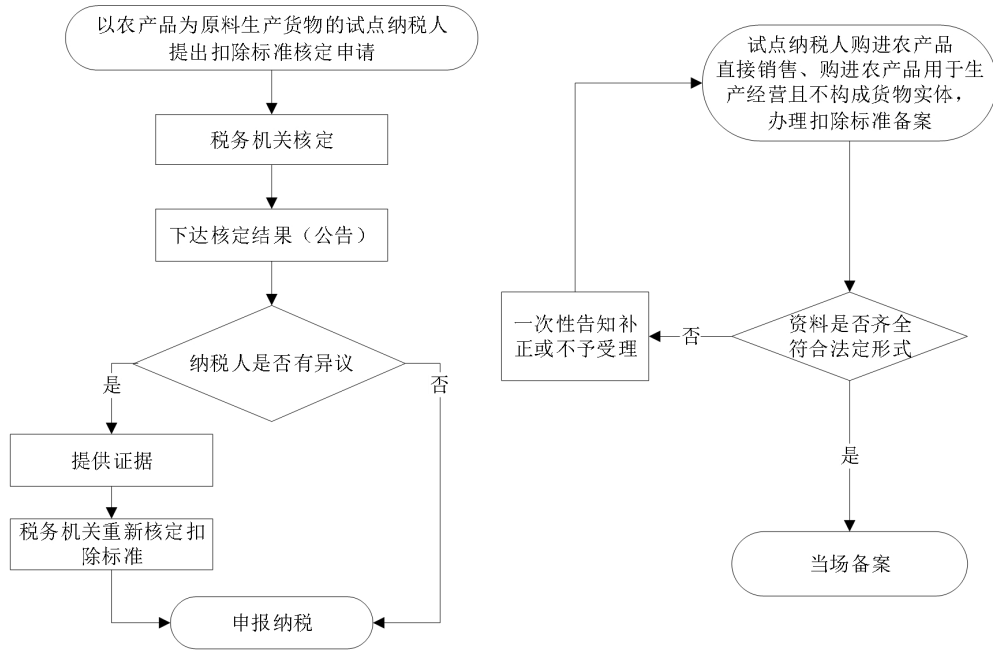 以农产品为原料生产货物的试点纳税人
提出扣除标准核定申请
税务机关核定
下达核定结果（公告）
纳税人是否有异议
是
否
提供证据
税务机关重新核定扣
除标准
申报纳税
试点纳税人购进农产品
直接销售、购进农产品用于生
产经营且不构成货物实体，
办理扣除标准备案
资料是否齐全
符合法定形式
否
一次性告知补
正或不予受理
是
当场备案